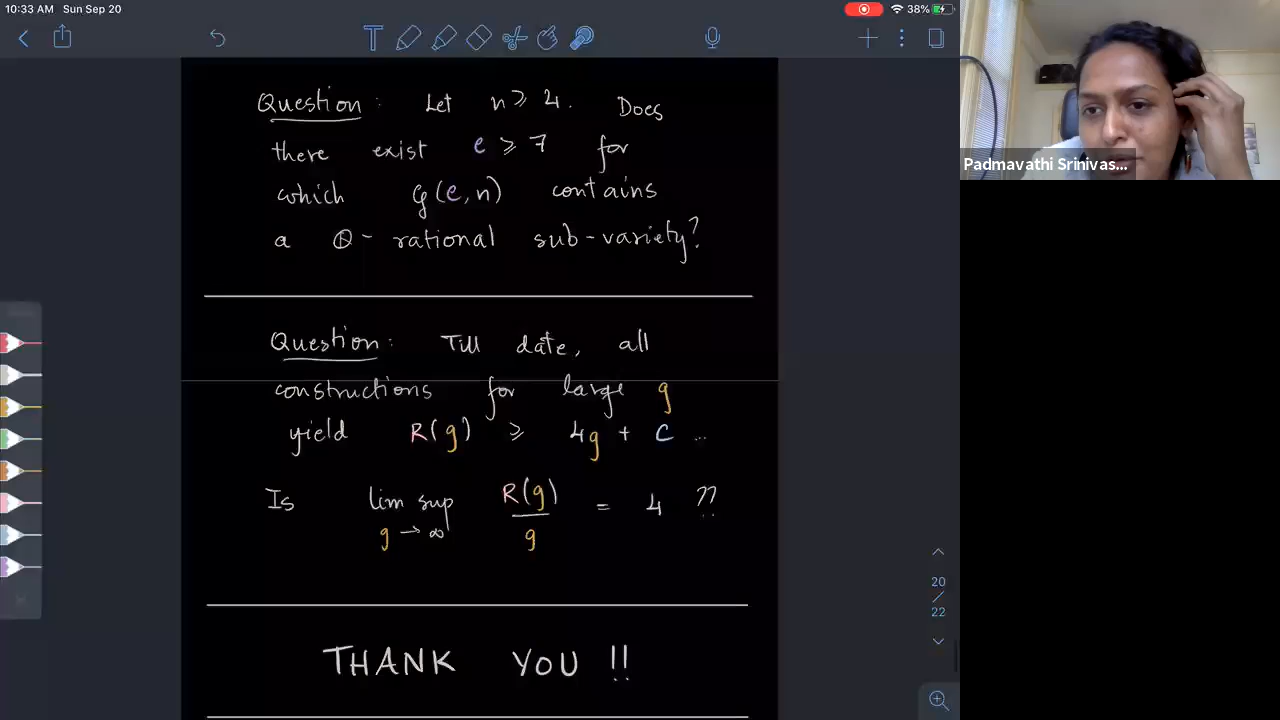 10:33 AM Sun Sep 20
38%
Question: Let n ≥ 4. Does
there exist e ≥ 7 for
which G(e, n) contains
a Q- rational sub-variety?
Question: Till date, all
constructions for large g
yield R(g) ≥ 4g + C ...
Is lim sup R(g)/g = 4 ??
g → ∞
THANK YOU !!
20
/
22
Padmavathi Srinivas...